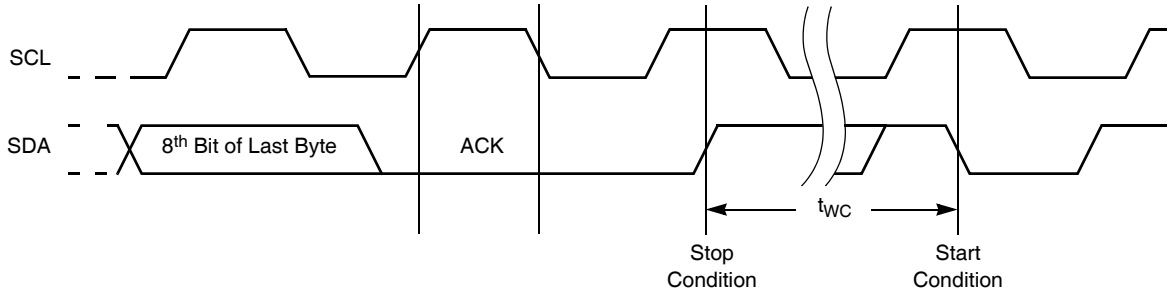 SCL
SDA
8th Bit of Last Byte
ACK
tWC
Stop
Condition
Start
Condition